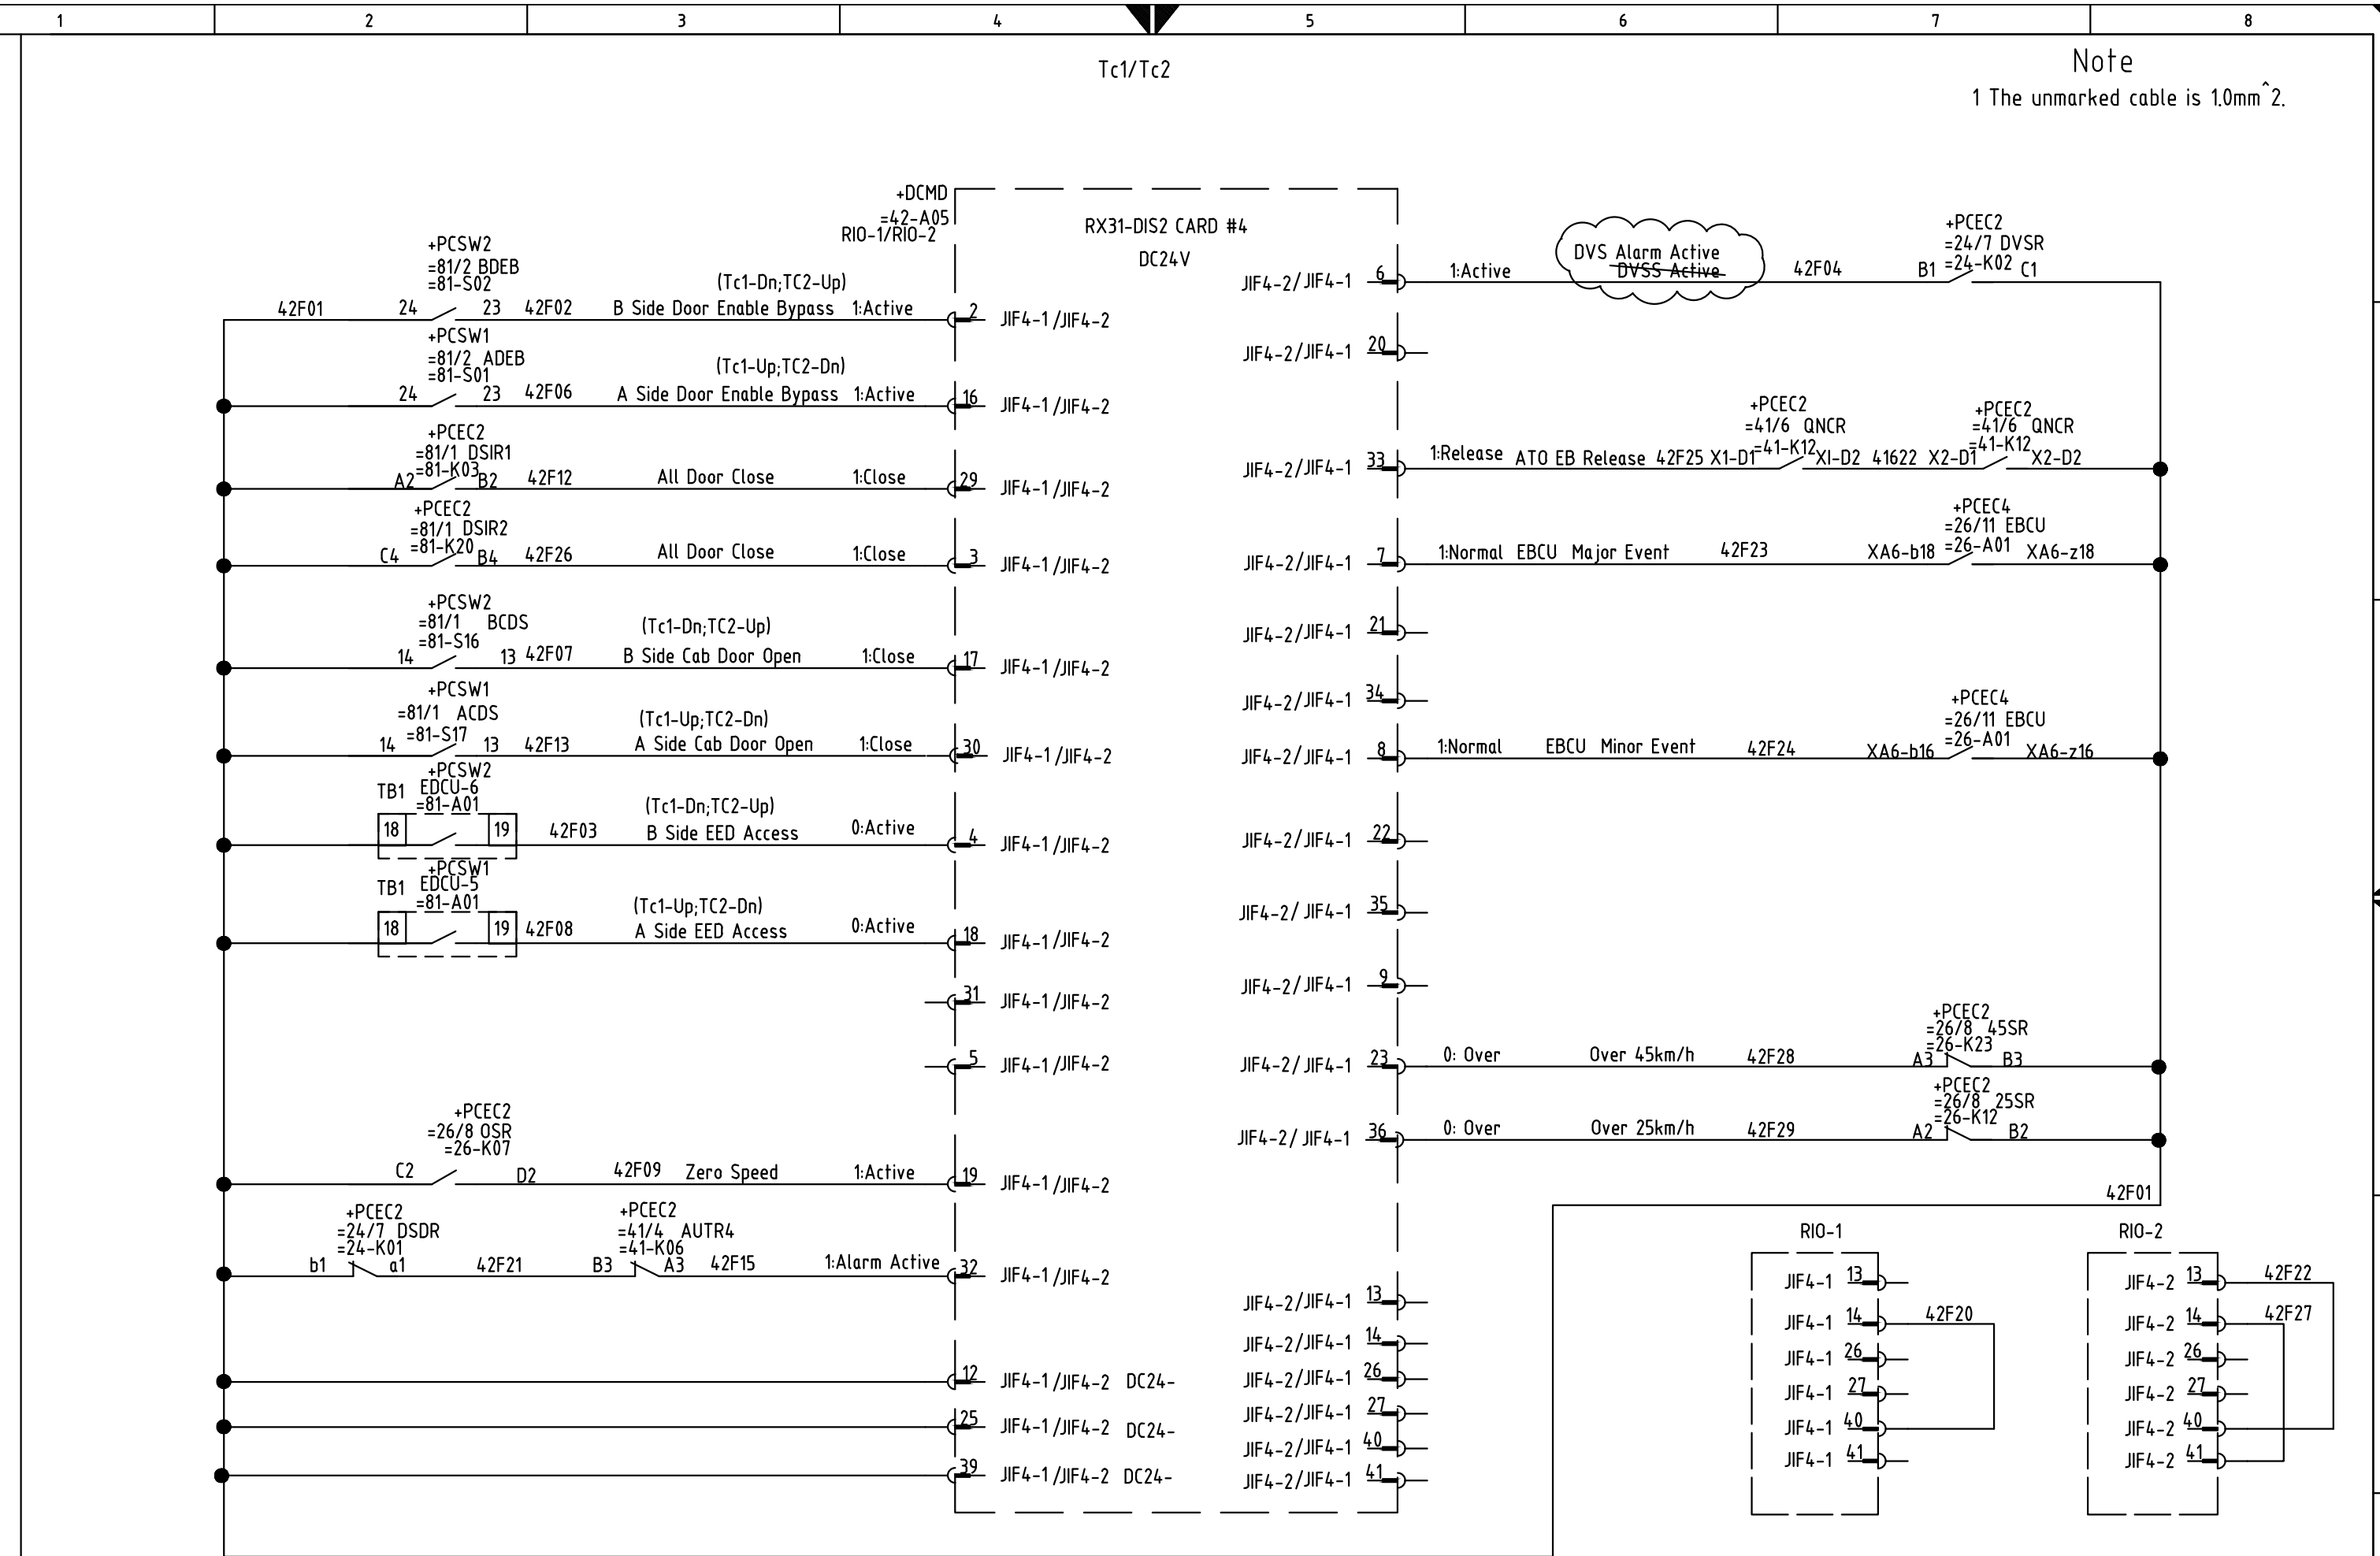 1 2 3 4 5 6 7 8
Tc1/Tc2
Note
1 The unmarked cable is 1.0mm^2.
+DCMD
=42-A05
RIO-1/RIO-2
RX31-DIS2 CARD #4
DC24V
+PCSW2
=81/2 BDEB
=81-S02
(Tc1-Dn;TC2-Up)
42F01 24 23 42F02 B Side Door Enable Bypass 1:Active 2 JIF4-1/JIF4-2
+PCSW1
=81/2 ADEB
=81-S01
(Tc1-Up;TC2-Dn)
24 23 42F06 A Side Door Enable Bypass 1:Active 16 JIF4-1/JIF4-2
+PCEC2
=81/1 DSIR1
=81-K03
A2 B2 42F12 All Door Close 1:Close 29 JIF4-1/JIF4-2
+PCEC2
=81/1 DSIR2
=81-K20
C4 B4 42F26 All Door Close 1:Close 3 JIF4-1/JIF4-2
+PCSW2
=81/1 BCDS
=81-S16
(Tc1-Dn;TC2-Up)
14 13 42F07 B Side Cab Door Open 1:Close 17 JIF4-1/JIF4-2
+PCSW1
=81/1 ACDS
=81-S17
(Tc1-Up;TC2-Dn)
14 13 42F13 A Side Cab Door Open 1:Close 30 JIF4-1/JIF4-2
+PCSW2
TB1 EDCU-6
=81-A01
(Tc1-Dn;TC2-Up)
18 19 42F03 B Side EED Access 0:Active 4 JIF4-1/JIF4-2
+PCSW1
TB1 EDCU-5
=81-A01
(Tc1-Up;TC2-Dn)
18 19 42F08 A Side EED Access 0:Active 18 JIF4-1/JIF4-2
31 JIF4-1/JIF4-2
5 JIF4-1/JIF4-2
+PCEC2
=26/8 0SR
=26-K07
C2 D2 42F09 Zero Speed 1:Active 19 JIF4-1/JIF4-2
+PCEC2
=24/7 DSDR
=24-K01
+PCEC2
=41/4 AUTR4
=41-K06
b1 a1 42F21 B3 A3 42F15 1:Alarm Active 32 JIF4-1/JIF4-2
12 JIF4-1/JIF4-2 DC24-
25 JIF4-1/JIF4-2 DC24-
39 JIF4-1/JIF4-2 DC24-
+PCEC2
=24/7 DVSR
=24-K02
DVS Alarm Active
DVSS Active
JIF4-2/JIF4-1 6 1:Active 42F04 B1 C1
JIF4-2/JIF4-1 20
+PCEC2
=41/6 QNCR
=41-K12
+PCEC2
=41/6 QNCR
=41-K12
JIF4-2/JIF4-1 33 1:Release ATO EB Release 42F25 X1-D1 XI-D2 41622 X2-D1 X2-D2
+PCEC4
=26/11 EBCU
=26-A01
JIF4-2/JIF4-1 7 1:Normal EBCU Major Event 42F23 XA6-b18 XA6-z18
JIF4-2/JIF4-1 21
JIF4-2/JIF4-1 34
+PCEC4
=26/11 EBCU
=26-A01
JIF4-2/JIF4-1 8 1:Normal EBCU Minor Event 42F24 XA6-b16 XA6-z16
JIF4-2/JIF4-1 22
JIF4-2/JIF4-1 35
JIF4-2/JIF4-1 9
+PCEC2
=26/8 45SR
=26-K23
JIF4-2/JIF4-1 23 0: Over Over 45km/h 42F28 A3 B3
+PCEC2
=26/8 25SR
=26-K12
JIF4-2/JIF4-1 36 0: Over Over 25km/h 42F29 A2 B2
42F01
JIF4-2/JIF4-1 13
JIF4-2/JIF4-1 14
JIF4-2/JIF4-1 26
JIF4-2/JIF4-1 27
JIF4-2/JIF4-1 40
JIF4-2/JIF4-1 41
RIO-1
JIF4-1 13
JIF4-1 14 42F20
JIF4-1 26
JIF4-1 27
JIF4-1 40
JIF4-1 41
RIO-2
JIF4-2 13 42F22
JIF4-2 14 42F27
JIF4-2 26
JIF4-2 27
JIF4-2 40
JIF4-2 41